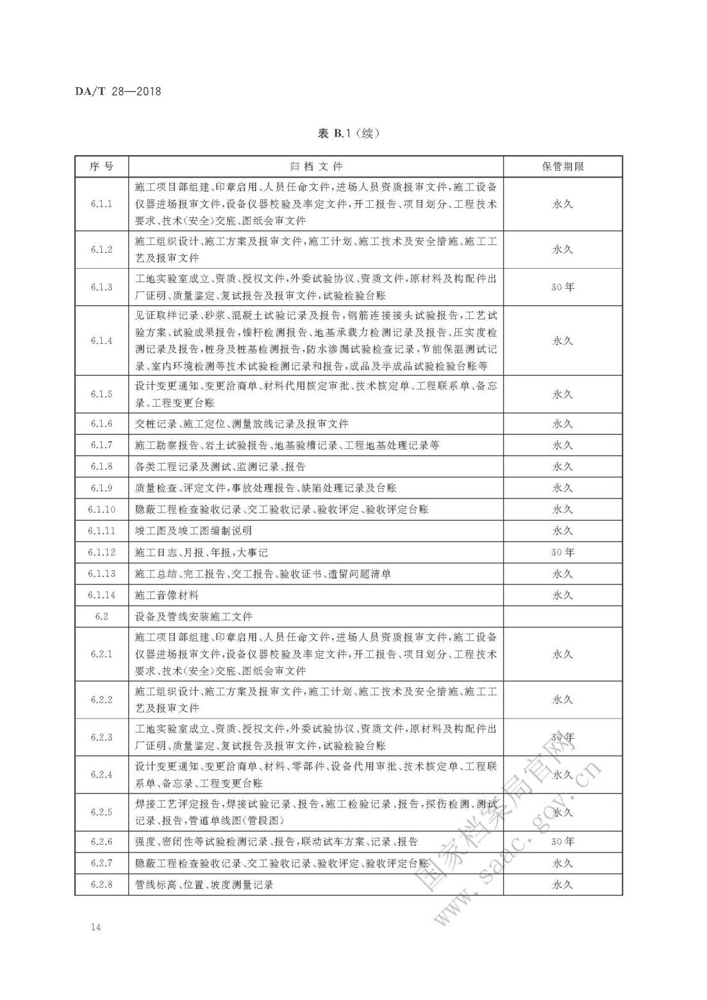 DA/T 28—2018
表 B.1（续）
序号 归档文件 保管期限
6.1.1 施工项目部组建、印章启用、人员任命文件，进场人员资质报审文件，施工设备
仪器进场报审文件，设备仪器校验及率定文件，开工报告、项目划分、工程技术
要求、技术（安全）交底、图纸会审文件 永久
6.1.2 施工组织设计、施工方案及报审文件，施工计划、施工技术及安全措施、施工工
艺及报审文件 永久
6.1.3 工地实验室成立、资质、授权文件，外委试验协议、资质文件，原材料及构配件出
厂证明、质量鉴定、复试报告及报审文件，试验检验台账 30 年
6.1.4 见证取样记录、砂浆、混凝土试验记录及报告，钢筋连接接头试验报告，工艺试
验方案、试验成果报告，锚杆检测报告、地基承载力检测记录及报告、压实度检
测记录及报告，桩身及桩基检测报告，防水渗漏试验检查记录，节能保温测试记
录、室内环境检测等技术试验检测记录和报告，成品及半成品试验检验台账等 永久
6.1.5 设计变更通知、变更洽商单、材料代用核定审批、技术核定单、工程联系单、备忘
录、工程变更台账 永久
6.1.6 交桩记录、施工定位、测量放线记录及报审文件 永久
6.1.7 施工勘察报告、岩土试验报告、地基验槽记录、工程地基处理记录等 永久
6.1.8 各类工程记录及测试、监测记录、报告 永久
6.1.9 质量检查、评定文件，事故处理报告、缺陷处理记录及台账 永久
6.1.10 隐蔽工程检查验收记录、交工验收记录、验收评定、验收评定台账 永久
6.1.11 竣工图及竣工图编制说明 永久
6.1.12 施工日志、月报、年报，大事记 30 年
6.1.13 施工总结、完工报告、交工报告、验收证书、遗留问题清单 永久
6.1.14 施工音像材料 永久
6.2 设备及管线安装施工文件
6.2.1 施工项目部组建、印章启用、人员任命文件，进场人员资质报审文件，施工设备
仪器进场报审文件，设备仪器校验及率定文件，开工报告、项目划分、工程技术
要求、技术（安全）交底、图纸会审文件 永久
6.2.2 施工组织设计、施工方案及报审文件，施工计划、施工技术及安全措施、施工工
艺及报审文件 永久
6.2.3 工地实验室成立、资质、授权文件，外委试验协议、资质文件，原材料及构配件出
厂证明、质量鉴定、复试报告及报审文件，试验检验台账 30 年
6.2.4 设计变更通知、变更洽商单、材料、零部件、设备代用审批、技术核定单、工程联
系单、备忘录、工程变更台账 永久
6.2.5 焊接工艺评定报告，焊接试验记录、报告，施工检验记录、报告，探伤检测、测试
记录、报告，管道单线图（管段图） 永久
6.2.6 强度、密闭性等试验检测记录、报告，联动试车方案、记录、报告 30 年
6.2.7 隐蔽工程检查验收记录、交工验收记录、验收评定、验收评定台账 永久
6.2.8 管线标高、位置、坡度测量记录 永久
国家档案局官网
www.saac.gov.cn
14